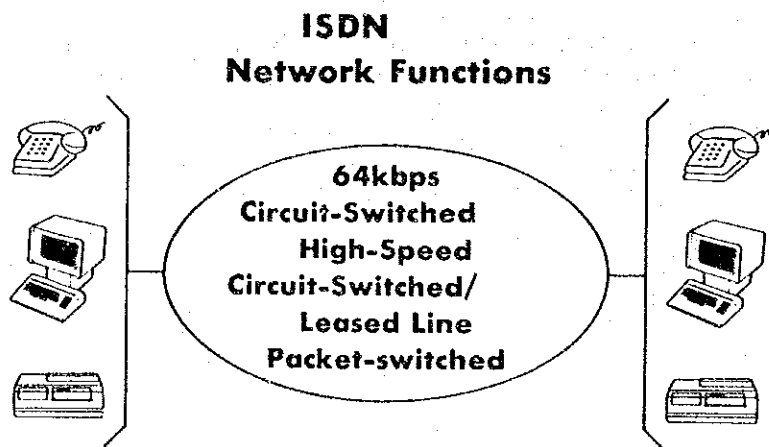 ISDN
Network Functions
64kbps
Circuit-Switched
High-Speed
Circuit-Switched/
Leased Line
Packet-switched